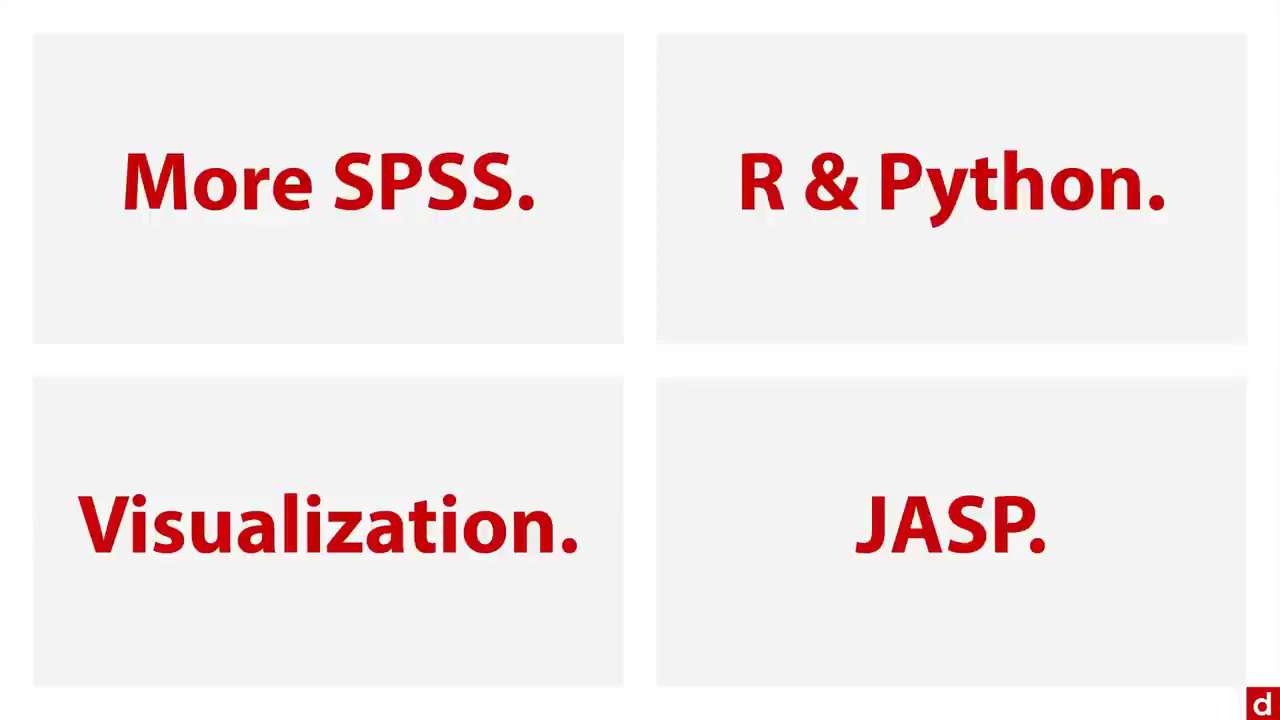 More SPSS.
R & Python.
Visualization.
JASP.
d